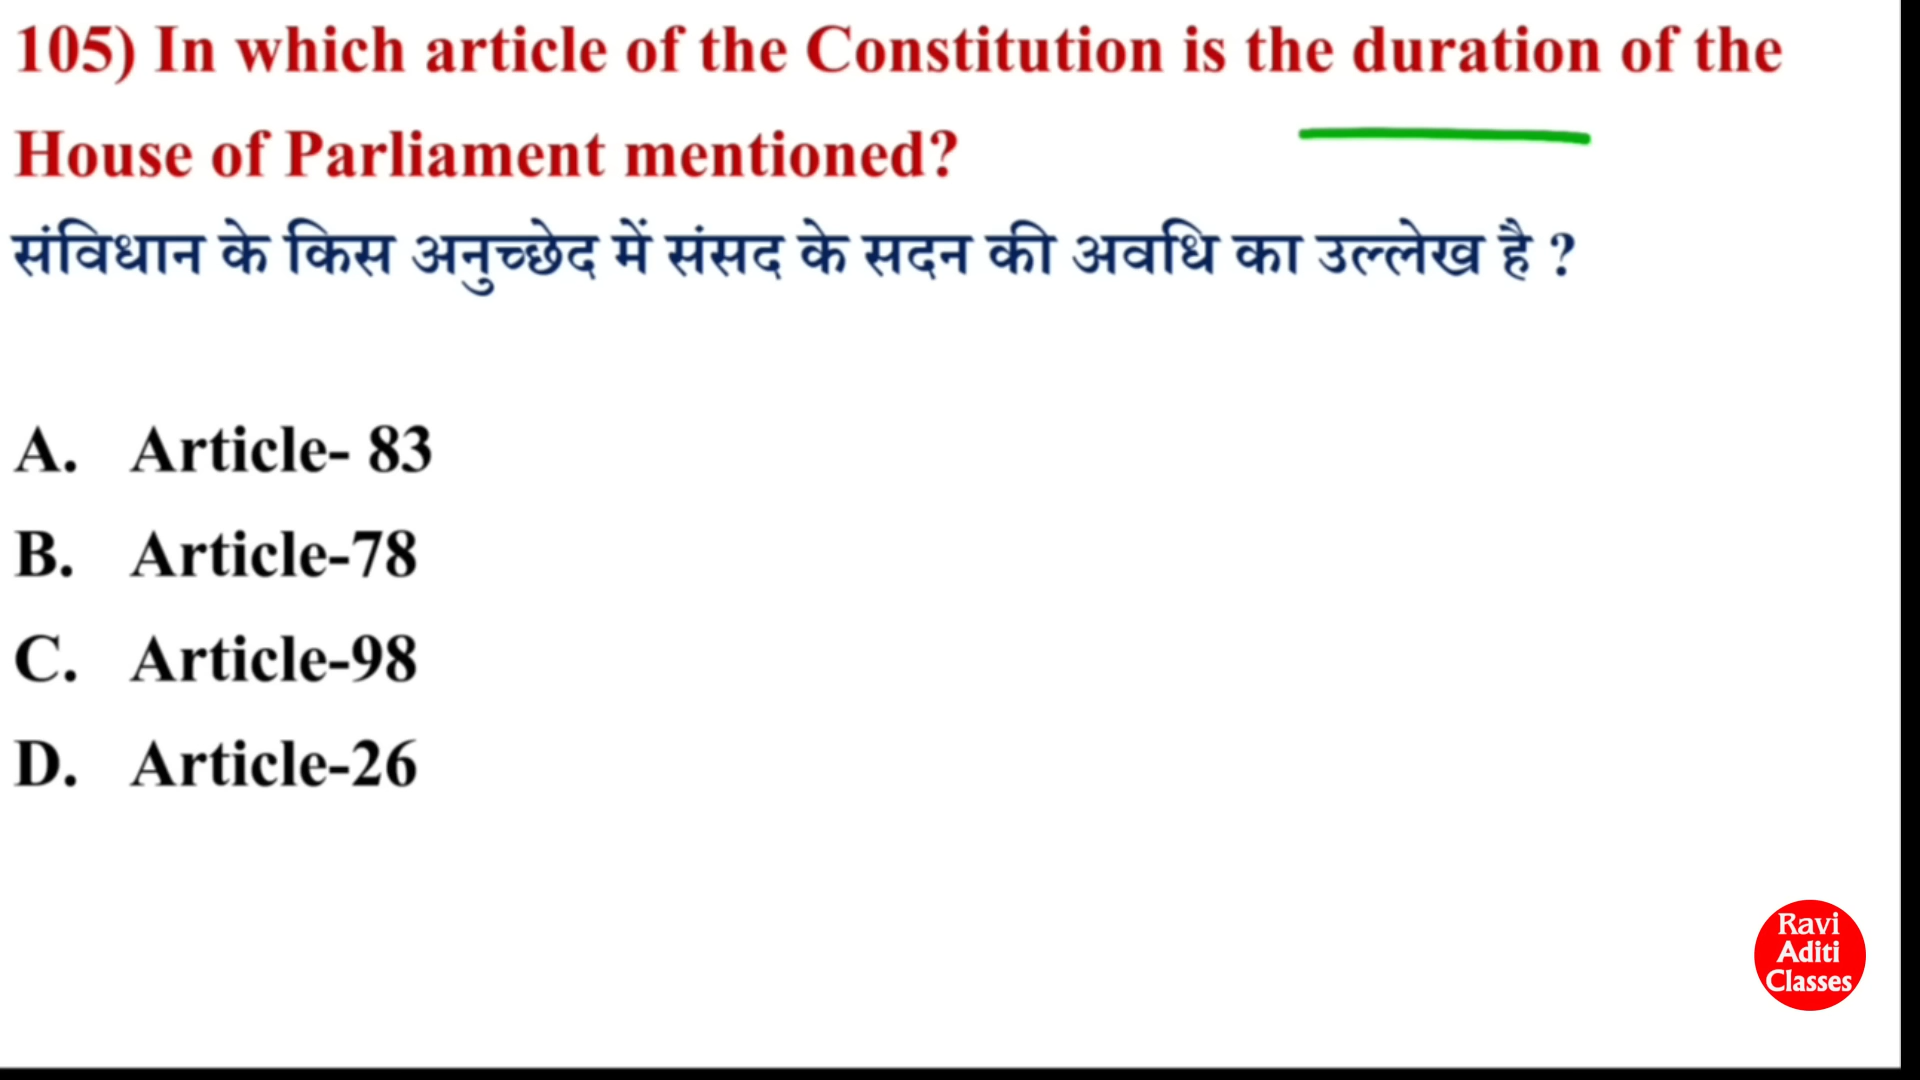 105) In which article of the Constitution is the duration of the
House of Parliament mentioned?
संविधान के किस अनुच्छेद में संसद के सदन की अवधि का उल्लेख है ?
A. Article- 83
B. Article-78
C. Article-98
D. Article-26
Ravi
Aditi
Classes